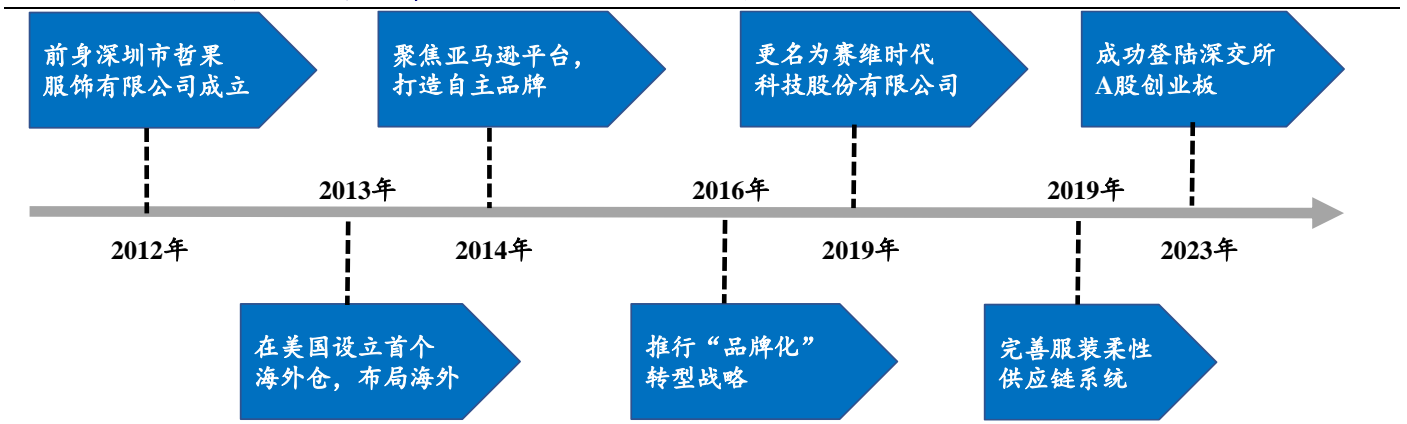 前身深圳市哲果
服饰有限公司成立
聚焦亚马逊平台，
打造自主品牌
更名为赛维时代
科技股份有限公司
成功登陆深交所
A股创业板
2013年
2016年
2019年
2012年
2014年
2019年
2023年
在美国设立首个
海外仓，布局海外
推行“品牌化”
转型战略
完善服装柔性
供应链系统